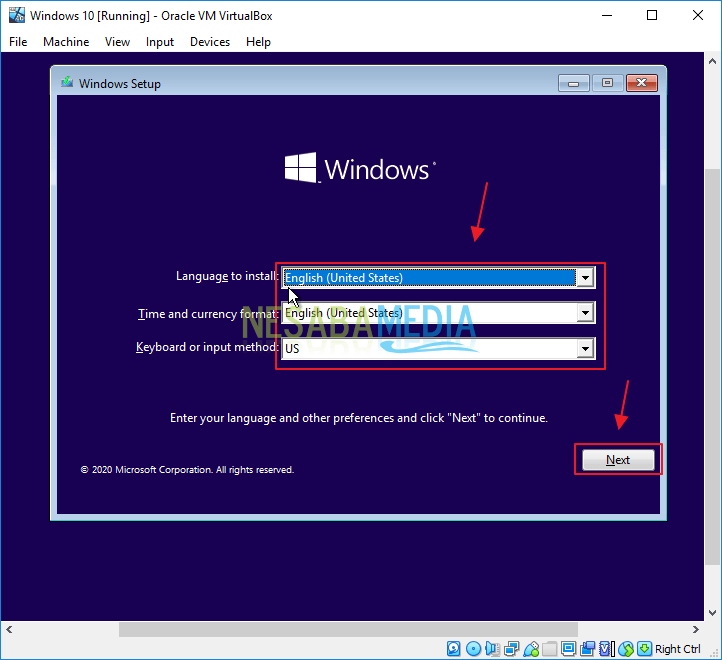 Windows 10 [Running] - Oracle VM VirtualBox
File Machine View Input Devices Help
Windows Setup
Windows
Language to install: English (United States)
Time and currency format: English (United States)
NESABAMEDIA
Keyboard or input method: US
Enter your language and other preferences and click "Next" to continue.
Next
© 2020 Microsoft Corporation. All rights reserved.
Right Ctrl